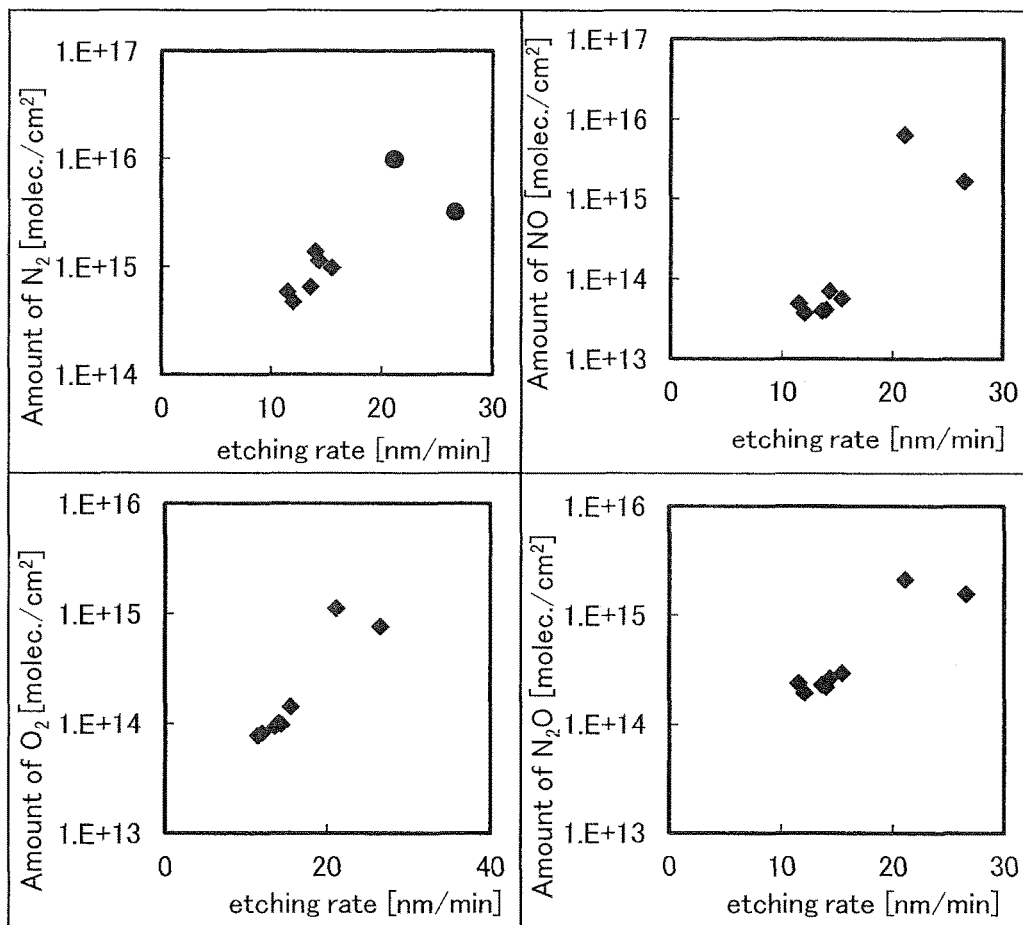 Amount of N₂ [molec./cm²]
1.E+17
1.E+16
1.E+15
1.E+14
0 10 20 30
etching rate [nm/min]
Amount of NO [molec./cm²]
1.E+17
1.E+16
1.E+15
1.E+14
1.E+13
0 10 20 30
etching rate [nm/min]
Amount of O₂ [molec./cm²]
1.E+16
1.E+15
1.E+14
1.E+13
0 20 40
etching rate [nm/min]
Amount of N₂O [molec./cm²]
1.E+16
1.E+15
1.E+14
1.E+13
0 10 20 30
etching rate [nm/min]